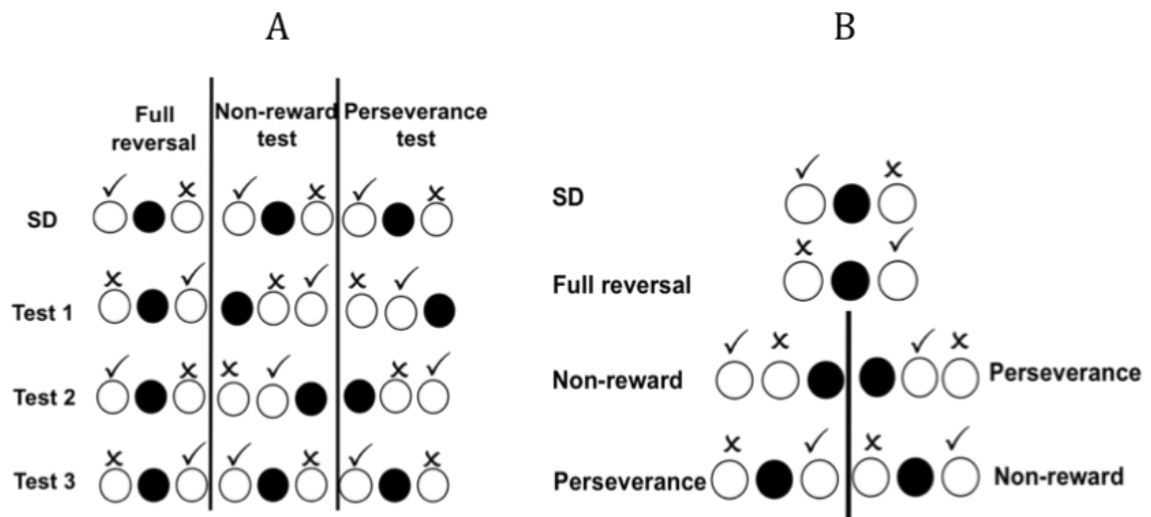 A
B
Full
reversal
Non-reward
test
Perseverance
test
SD
Test 1
Test 2
Test 3
SD
Full reversal
Non-reward
Perseverance
Perseverance
Non-reward